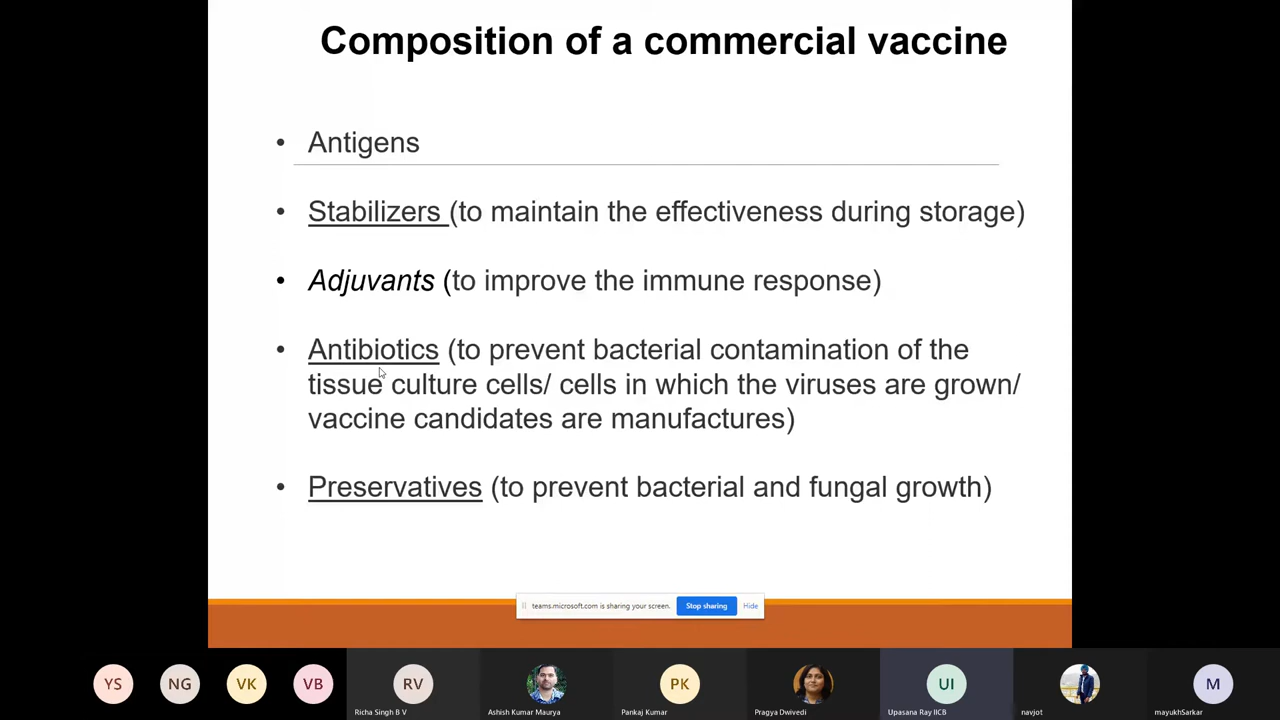 Composition of a commercial vaccine
• Antigens
• Stabilizers (to maintain the effectiveness during storage)
• Adjuvants (to improve the immune response)
• Antibiotics (to prevent bacterial contamination of the
tissue culture cells/ cells in which the viruses are grown/
vaccine candidates are manufactures)
• Preservatives (to prevent bacterial and fungal growth)
teams.microsoft.com is sharing your screen. Stop sharing Hide
YS NG VK VB RV PK UI M
Richa Singh B V Ashish Kumar Maurya Pankaj Kumar Pragya Dwivedi Upasana Ray IICB navjot mayukhSarkar